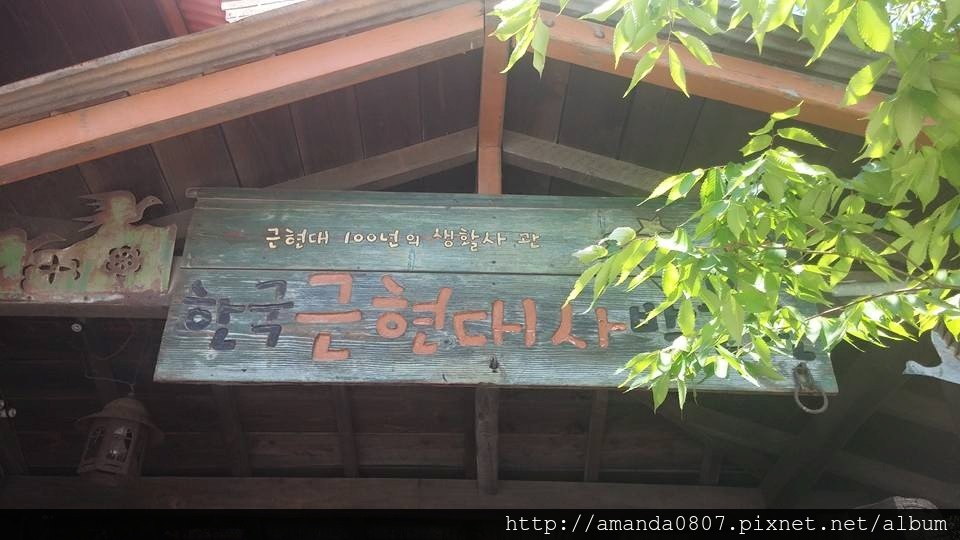 근현대 100년의 생활사 관
한국근현대사
http://amanda0807.pixnet.net/album